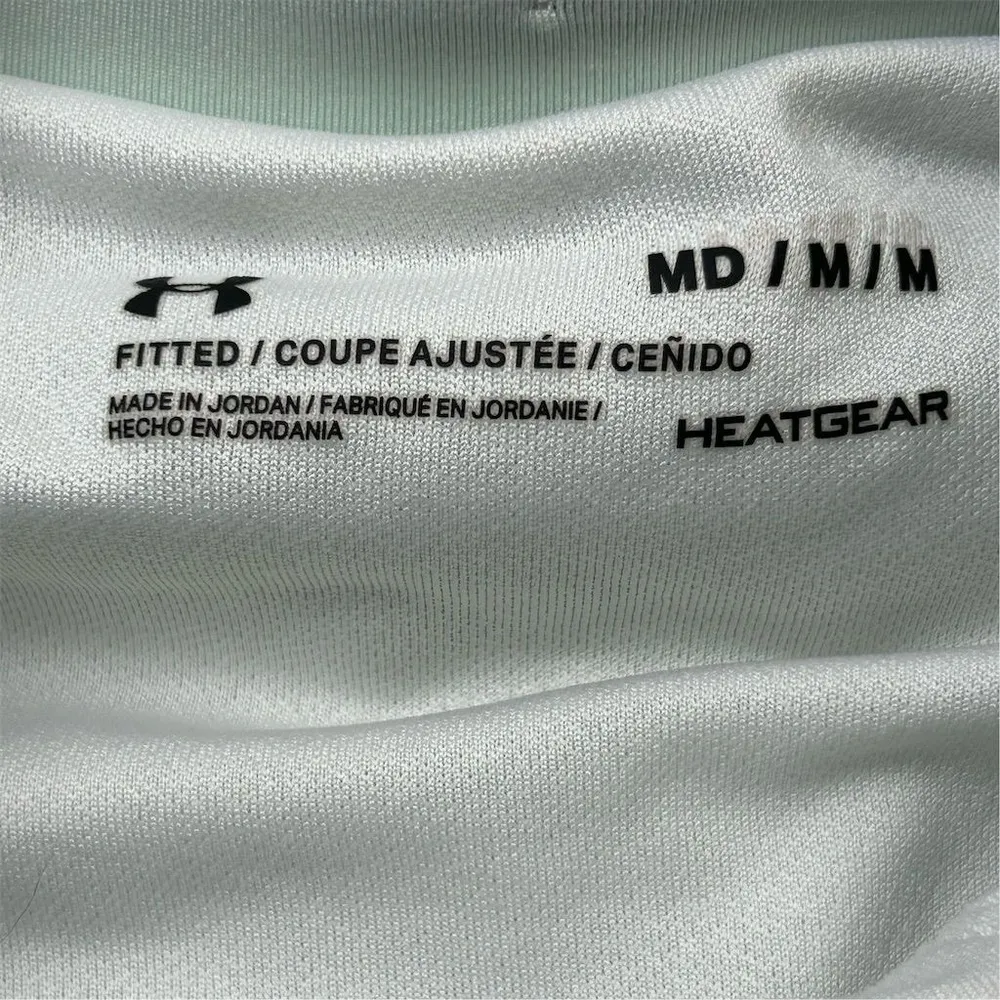 MD / M / M
FITTED / COUPE AJUSTÉE / CEÑIDO
MADE IN JORDAN / FABRIQUÉ EN JORDANIE /
HECHO EN JORDANIA
HEATGEAR